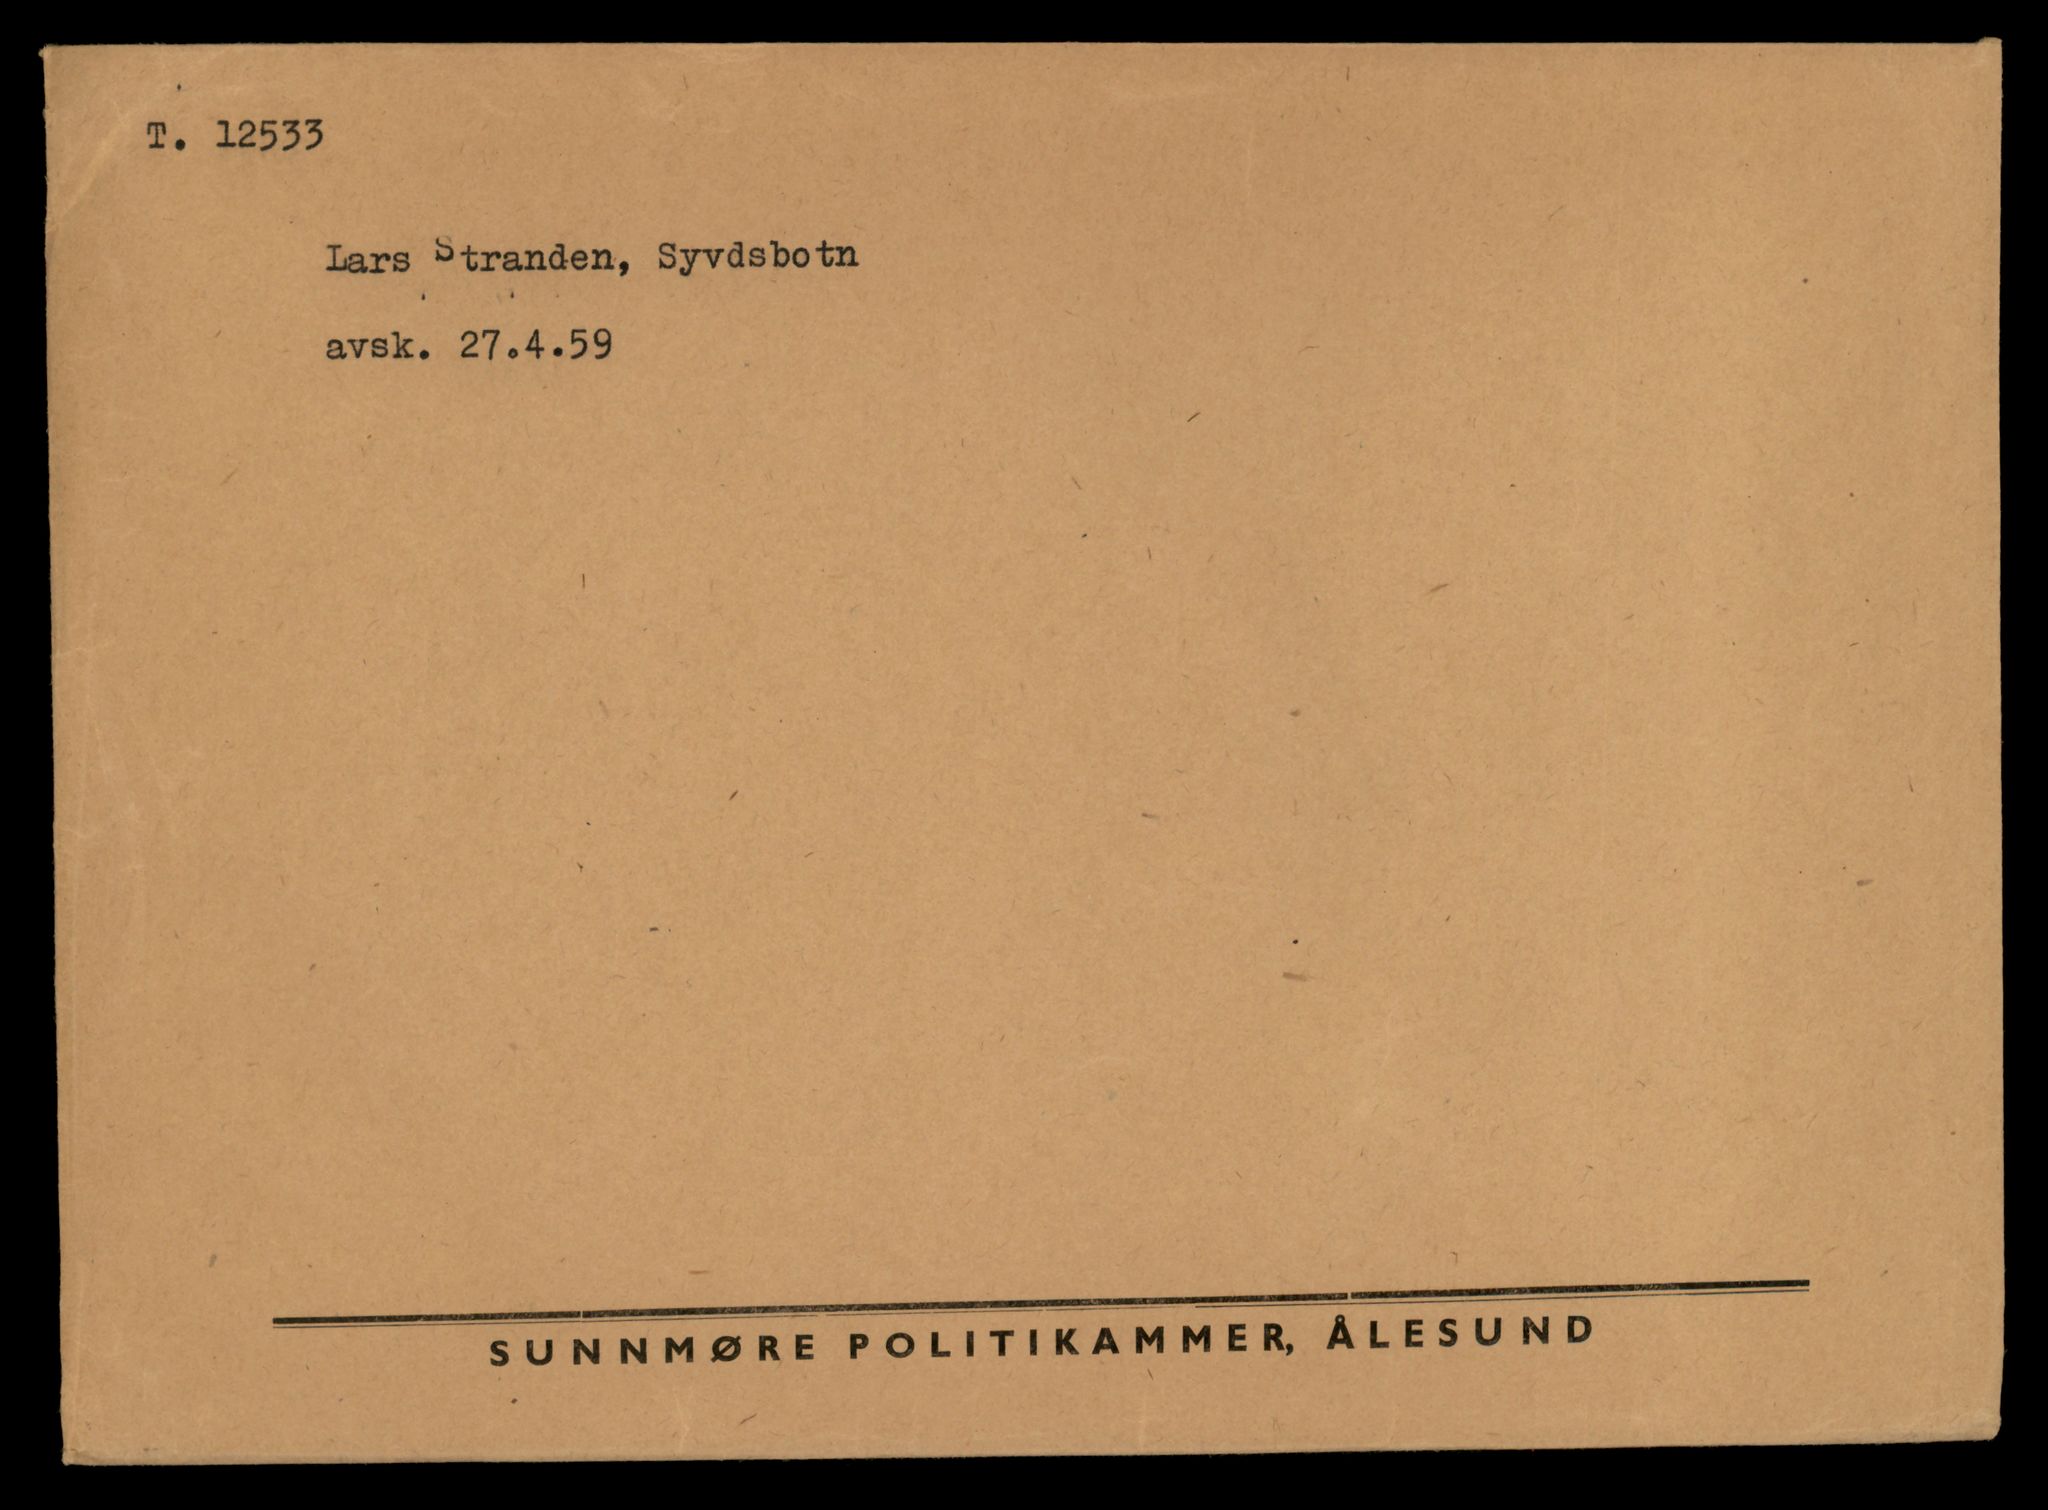 T. 12533
Lars Stranden, Syvdsbotn
avsk. 27.4.59
SUNNMØRE POLITIKAMMER, ÅLESUND